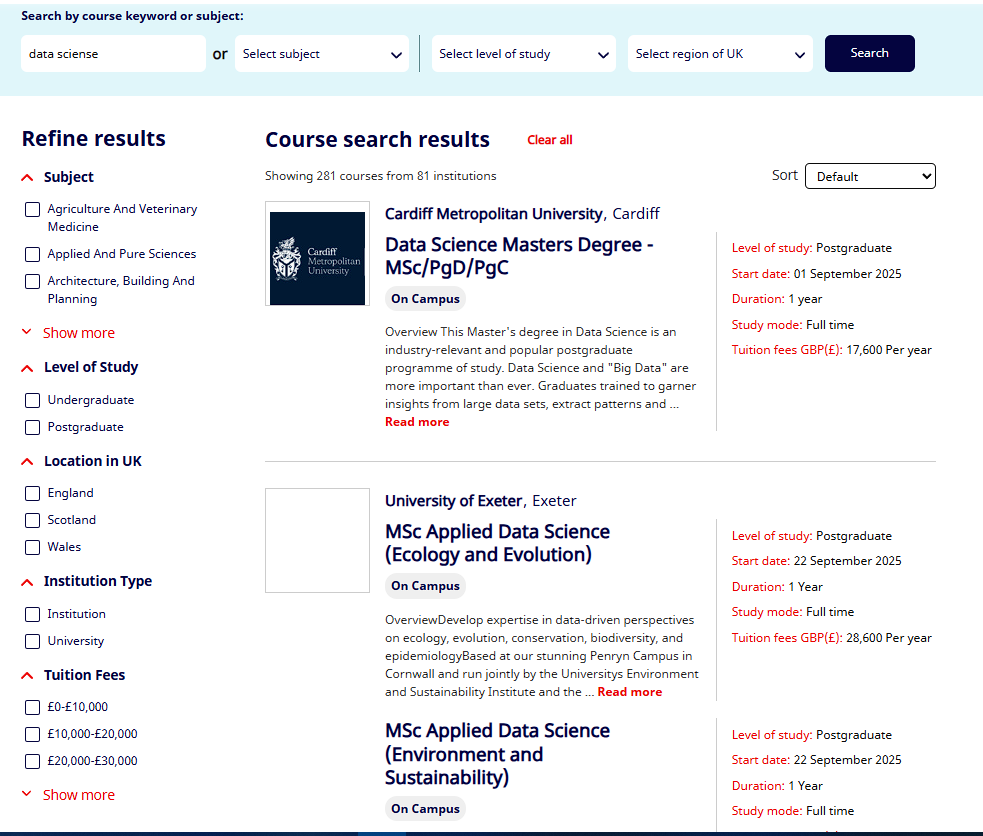 Search by course keyword or subject:
data sciense or Select subject Select level of study Select region of UK Search
Refine results
Subject
Agriculture And Veterinary
Medicine
Applied And Pure Sciences
Architecture, Building And
Planning
Show more
Level of Study
Undergraduate
Postgraduate
Location in UK
England
Scotland
Wales
Institution Type
Institution
University
Tuition Fees
£0-£10,000
£10,000-£20,000
£20,000-£30,000
Show more
Course search results Clear all
Showing 281 courses from 81 institutions
Sort Default
Cardiff
Metropolitan
University
Cardiff Metropolitan University, Cardiff
Data Science Masters Degree -
MSc/PgD/PgC
On Campus
Overview This Master's degree in Data Science is an
industry-relevant and popular postgraduate
programme of study. Data Science and "Big Data" are
more important than ever. Graduates trained to garner
insights from large data sets, extract patterns and ...
Read more
Level of study: Postgraduate
Start date: 01 September 2025
Duration: 1 year
Study mode: Full time
Tuition fees GBP(£): 17,600 Per year
University of Exeter, Exeter
MSc Applied Data Science
(Ecology and Evolution)
On Campus
OverviewDevelop expertise in data-driven perspectives
on ecology, evolution, conservation, biodiversity, and
epidemiologyBased at our stunning Penryn Campus in
Cornwall and run jointly by the Universitys Environment
and Sustainability Institute and the ... Read more
Level of study: Postgraduate
Start date: 22 September 2025
Duration: 1 Year
Study mode: Full time
Tuition fees GBP(£): 28,600 Per year
MSc Applied Data Science
(Environment and
Sustainability)
On Campus
Level of study: Postgraduate
Start date: 22 September 2025
Duration: 1 Year
Study mode: Full time